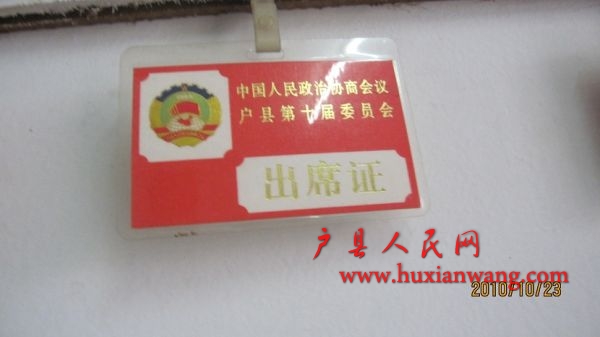 中国人民政治协商会议
户县第十届委员会
出席证
户县人民网
www.huxianwang.com
2010/10/23